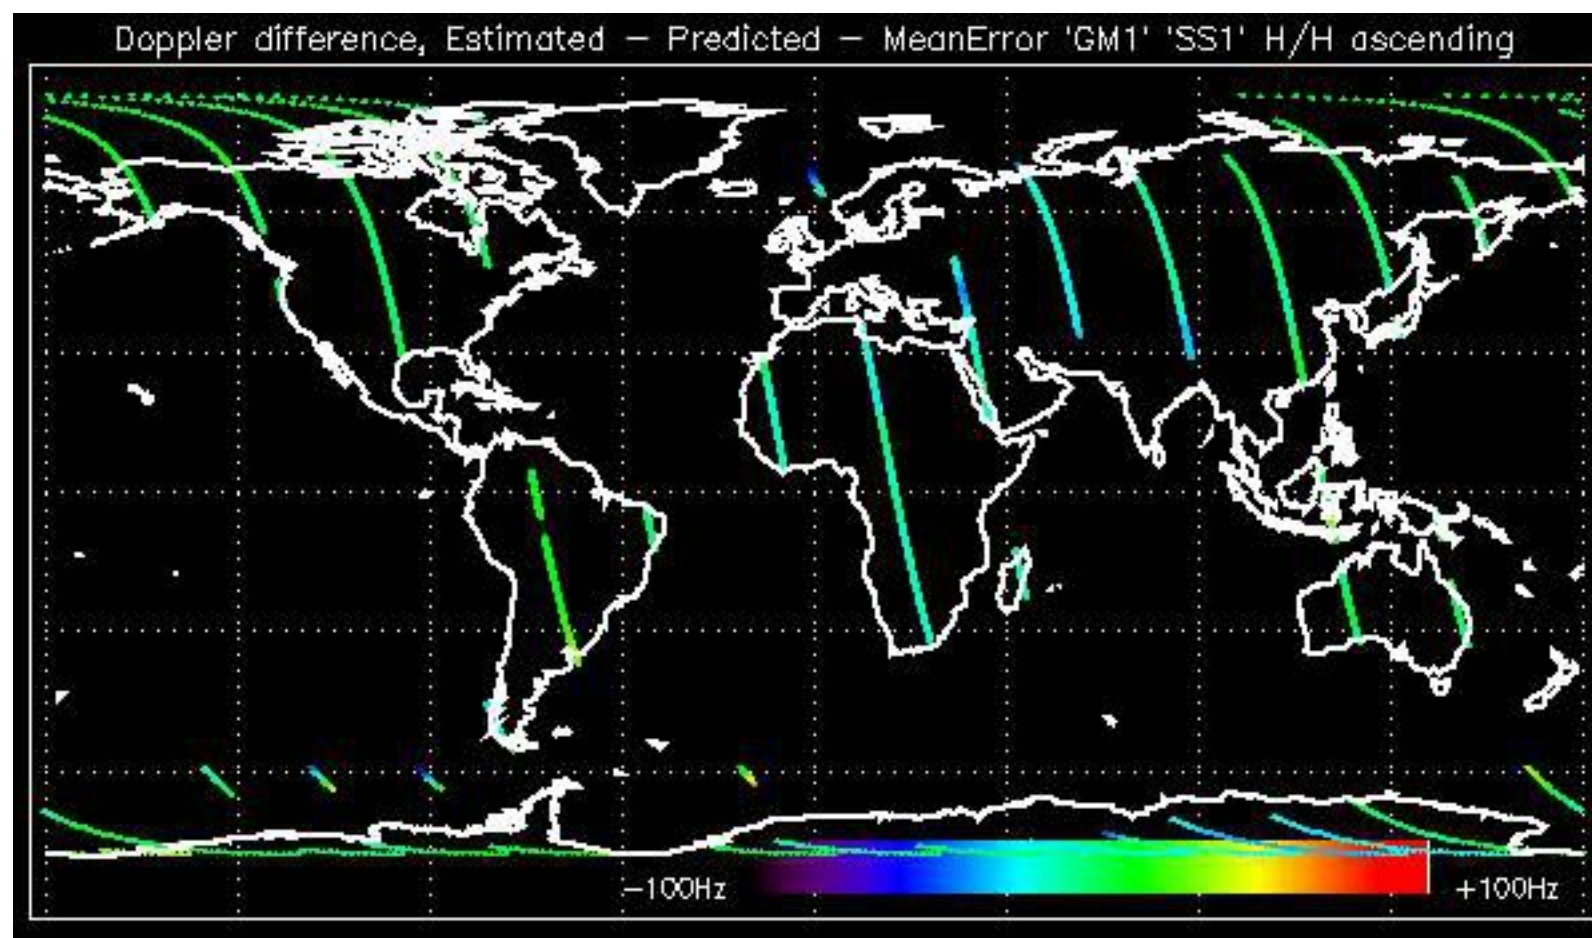 Doppler difference, Estimated – Predicted – MeanError 'GM1' 'SS1' H/H ascending
–100Hz +100Hz